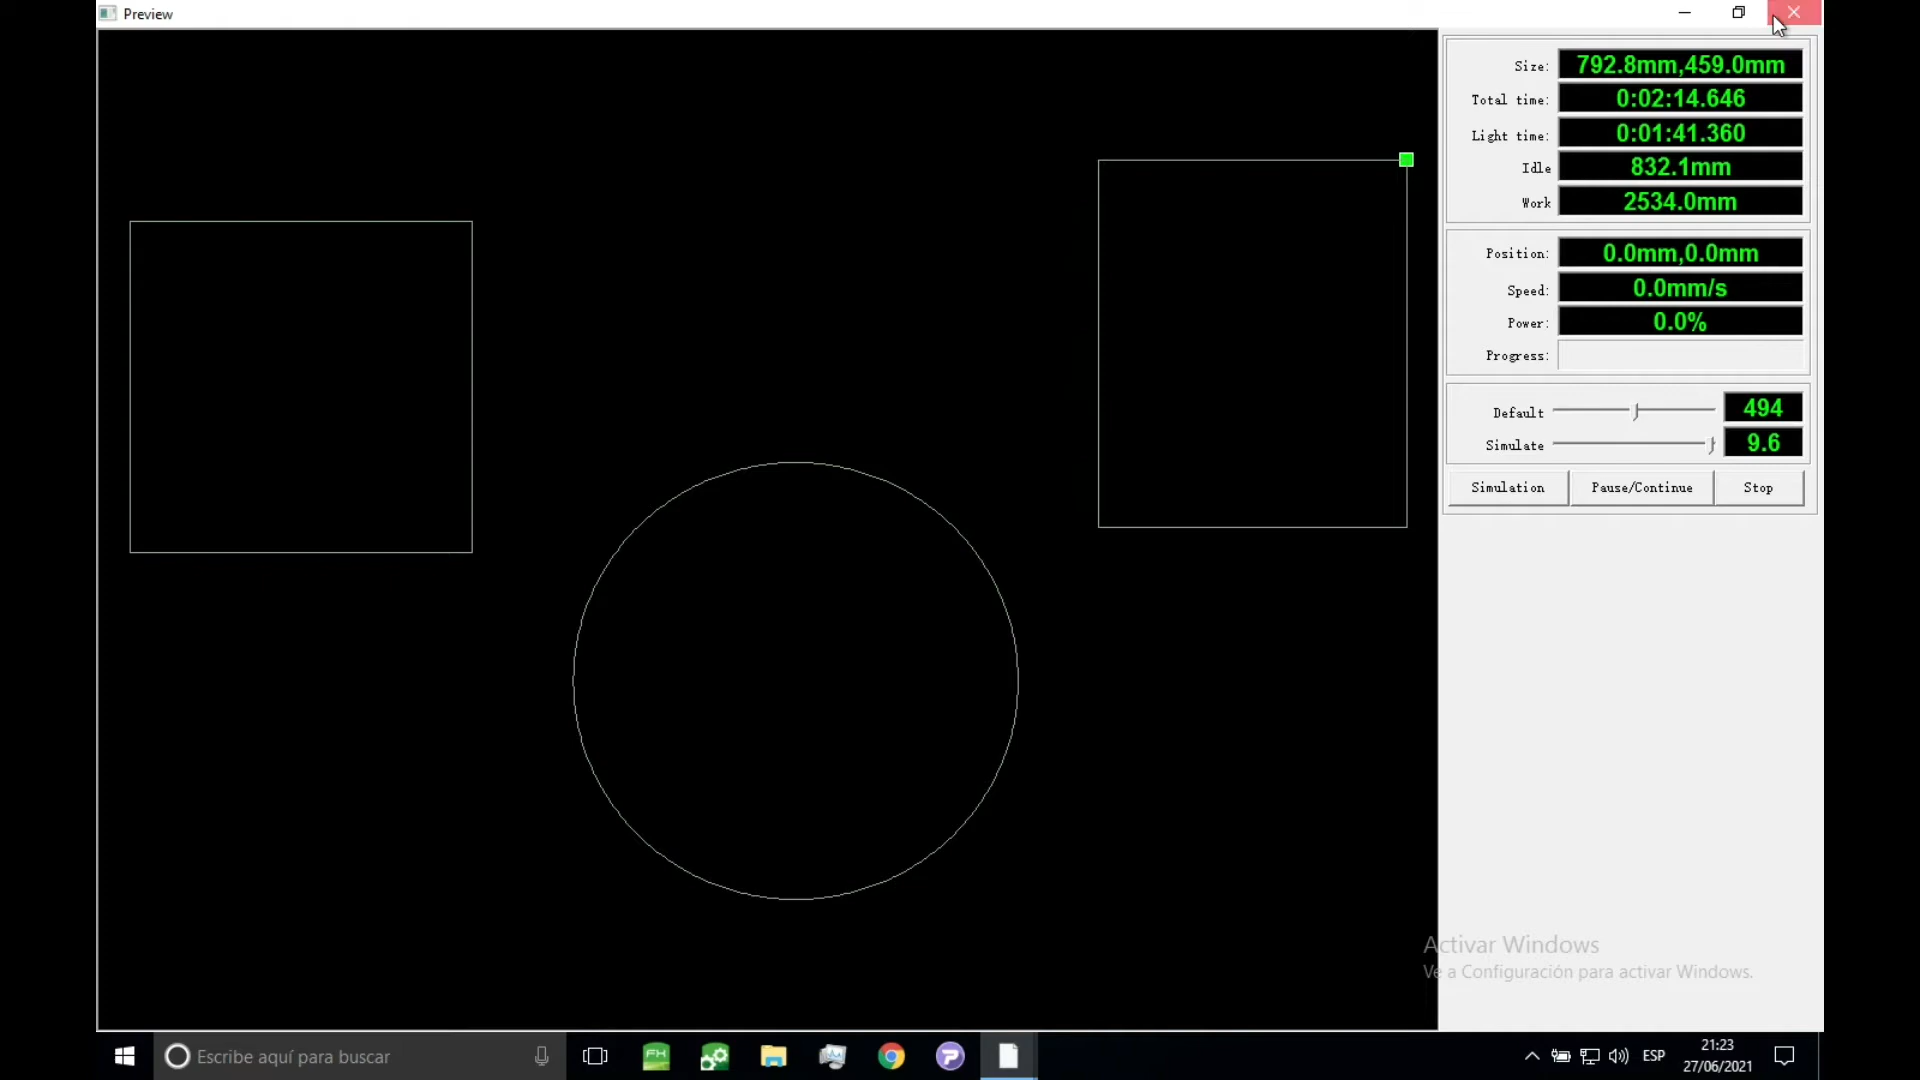 Preview
Size: 792.8mm,459.0mm
Total time: 0:02:14.646
Light time: 0:01:41.360
Idle 832.1mm
Work 2534.0mm
Position: 0.0mm,0.0mm
Speed: 0.0mm/s
Power: 0.0%
Progress:
Default 494
Simulate 9.6
Simulation Pause/Continue Stop
Activar Windows
Ve a Configuración para activar Windows.
FH
Escribe aquí para buscar
ESP
21:23
27/06/2021